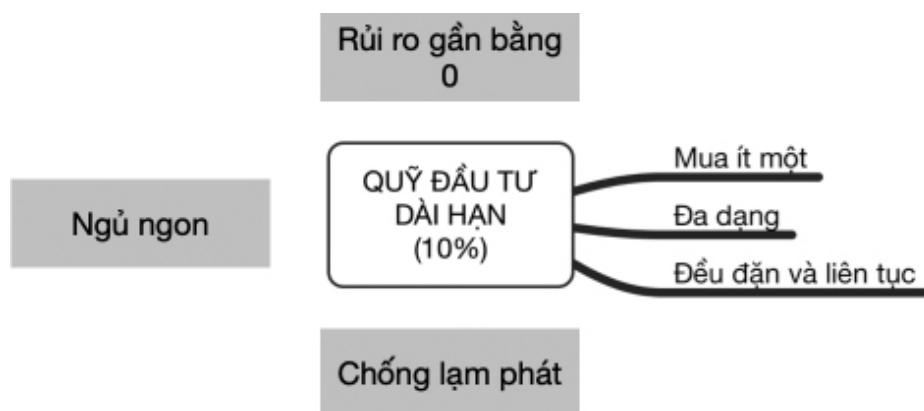 Rủi ro gần bằng
0
Ngủ ngon
QUỸ ĐẦU TƯ
DÀI HẠN
(10%)
Mua ít một
Đa dạng
Đều đặn và liên tục
Chống lạm phát